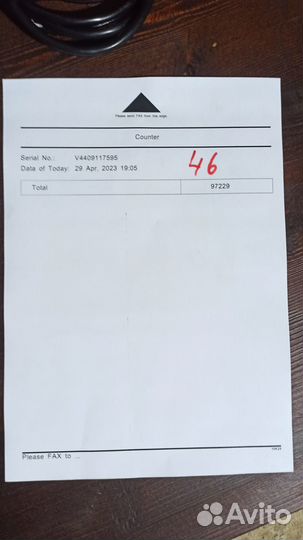 Please send FAX from this edge.
Counter
Serial No.: V4409117595
Data of Today: 29 Apr, 2023 19:05
46
Total 97229
Please FAX to ...
Avito